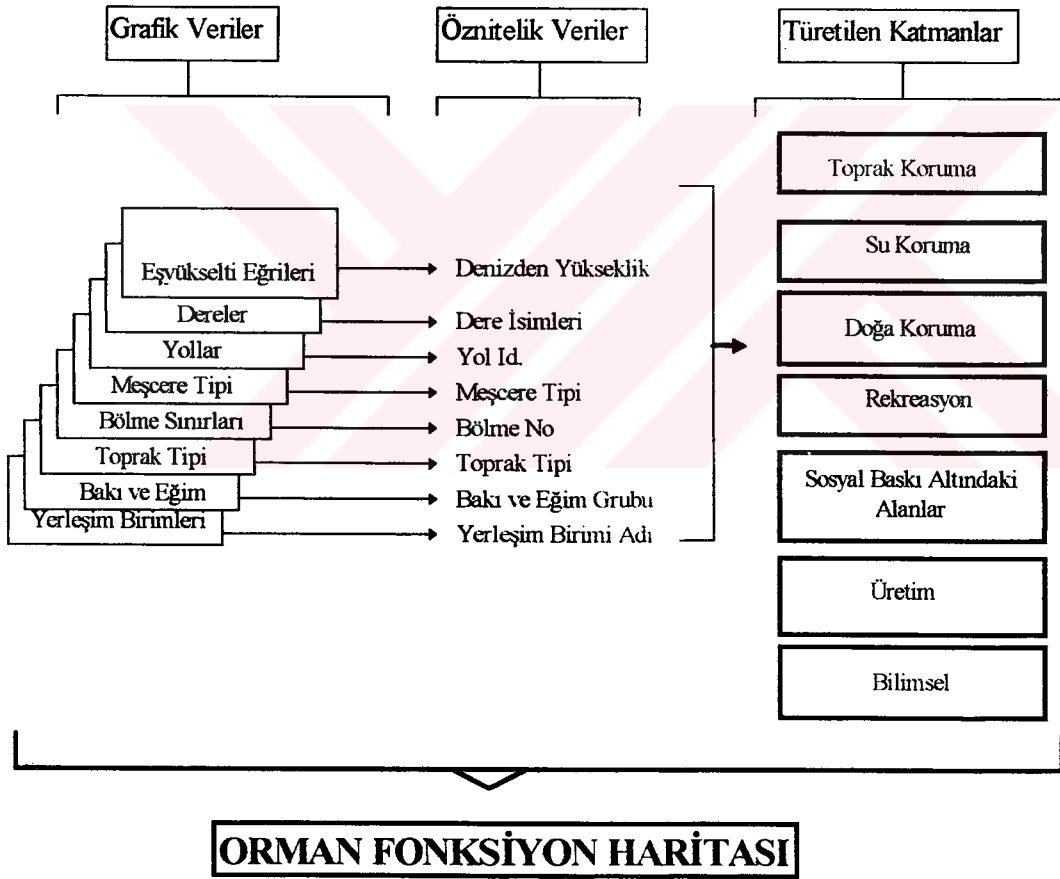 Grafik Veriler
Öznitelik Veriler
Türetilen Katmanlar
Eşyükselti Eğrileri
Dereler
Yollar
Meşcere Tipi
Bölme Sınırları
Toprak Tipi
Bakı ve Eğim
Yerleşim Birimleri
Denizden Yükseklik
Dere İsimleri
Yol Id.
Meşcere Tipi
Bölme No
Toprak Tipi
Bakı ve Eğim Grubu
Yerleşim Birimi Adı
Toprak Koruma
Su Koruma
Doğa Koruma
Rekreasyon
Sosyal Baskı Altındaki
Alanlar
Üretim
Bilimsel
ORMAN FONKSİYON HARİTASI